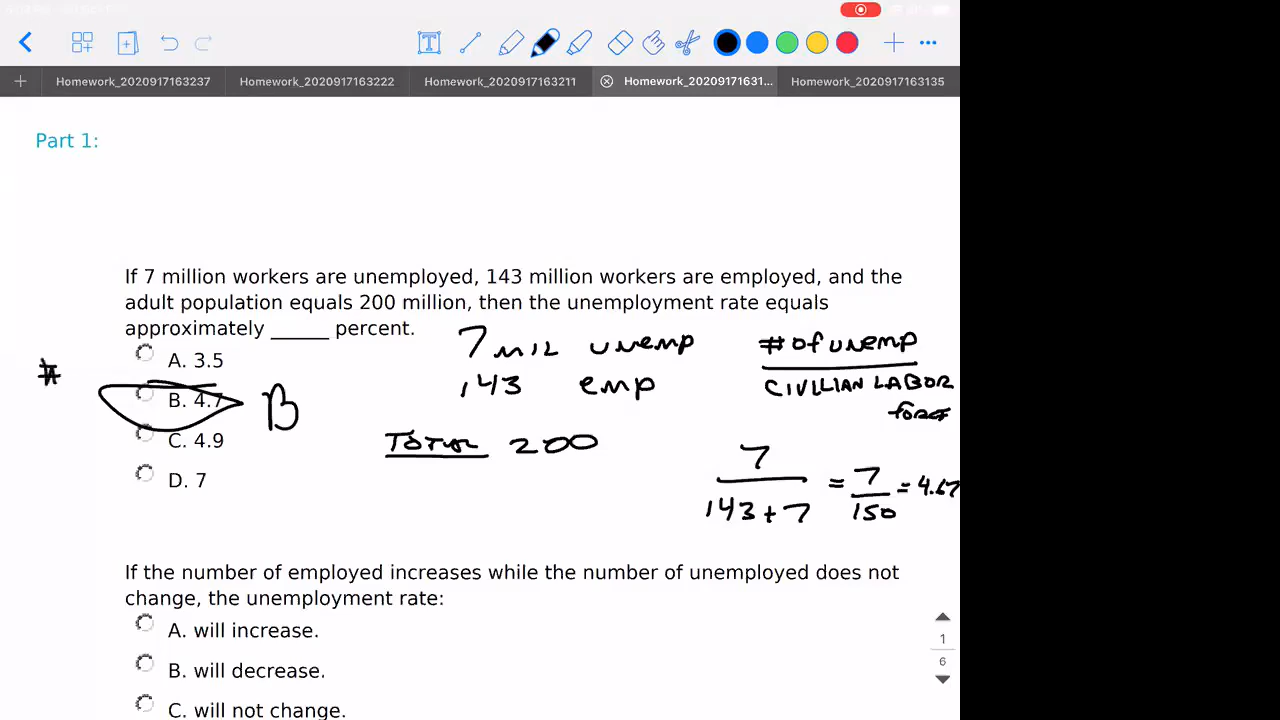 Homework_2020917163237 Homework_2020917163222 Homework_2020917163211 Homework_20209171631... Homework_2020917163135
Part 1:
If 7 million workers are unemployed, 143 million workers are employed, and the
adult population equals 200 million, then the unemployment rate equals
approximately ______ percent.
A. 3.5
B. 4.7
C. 4.9
D. 7
B
7 MIL UNEMP
143 EMP
TOTAL 200
# OF UNEMP
CIVILIAN LABOR
FORCE
7
143 + 7
= 7
150
= 4.67
If the number of employed increases while the number of unemployed does not
change, the unemployment rate:
A. will increase.
B. will decrease.
C. will not change.
1
6